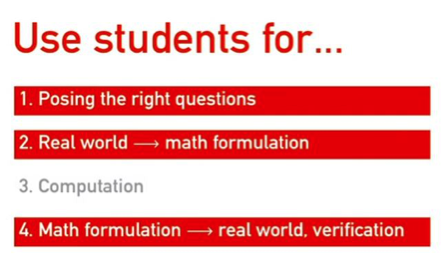 Use students for...
1. Posing the right questions
2. Real world → math formulation
3. Computation
4. Math formulation → real world, verification